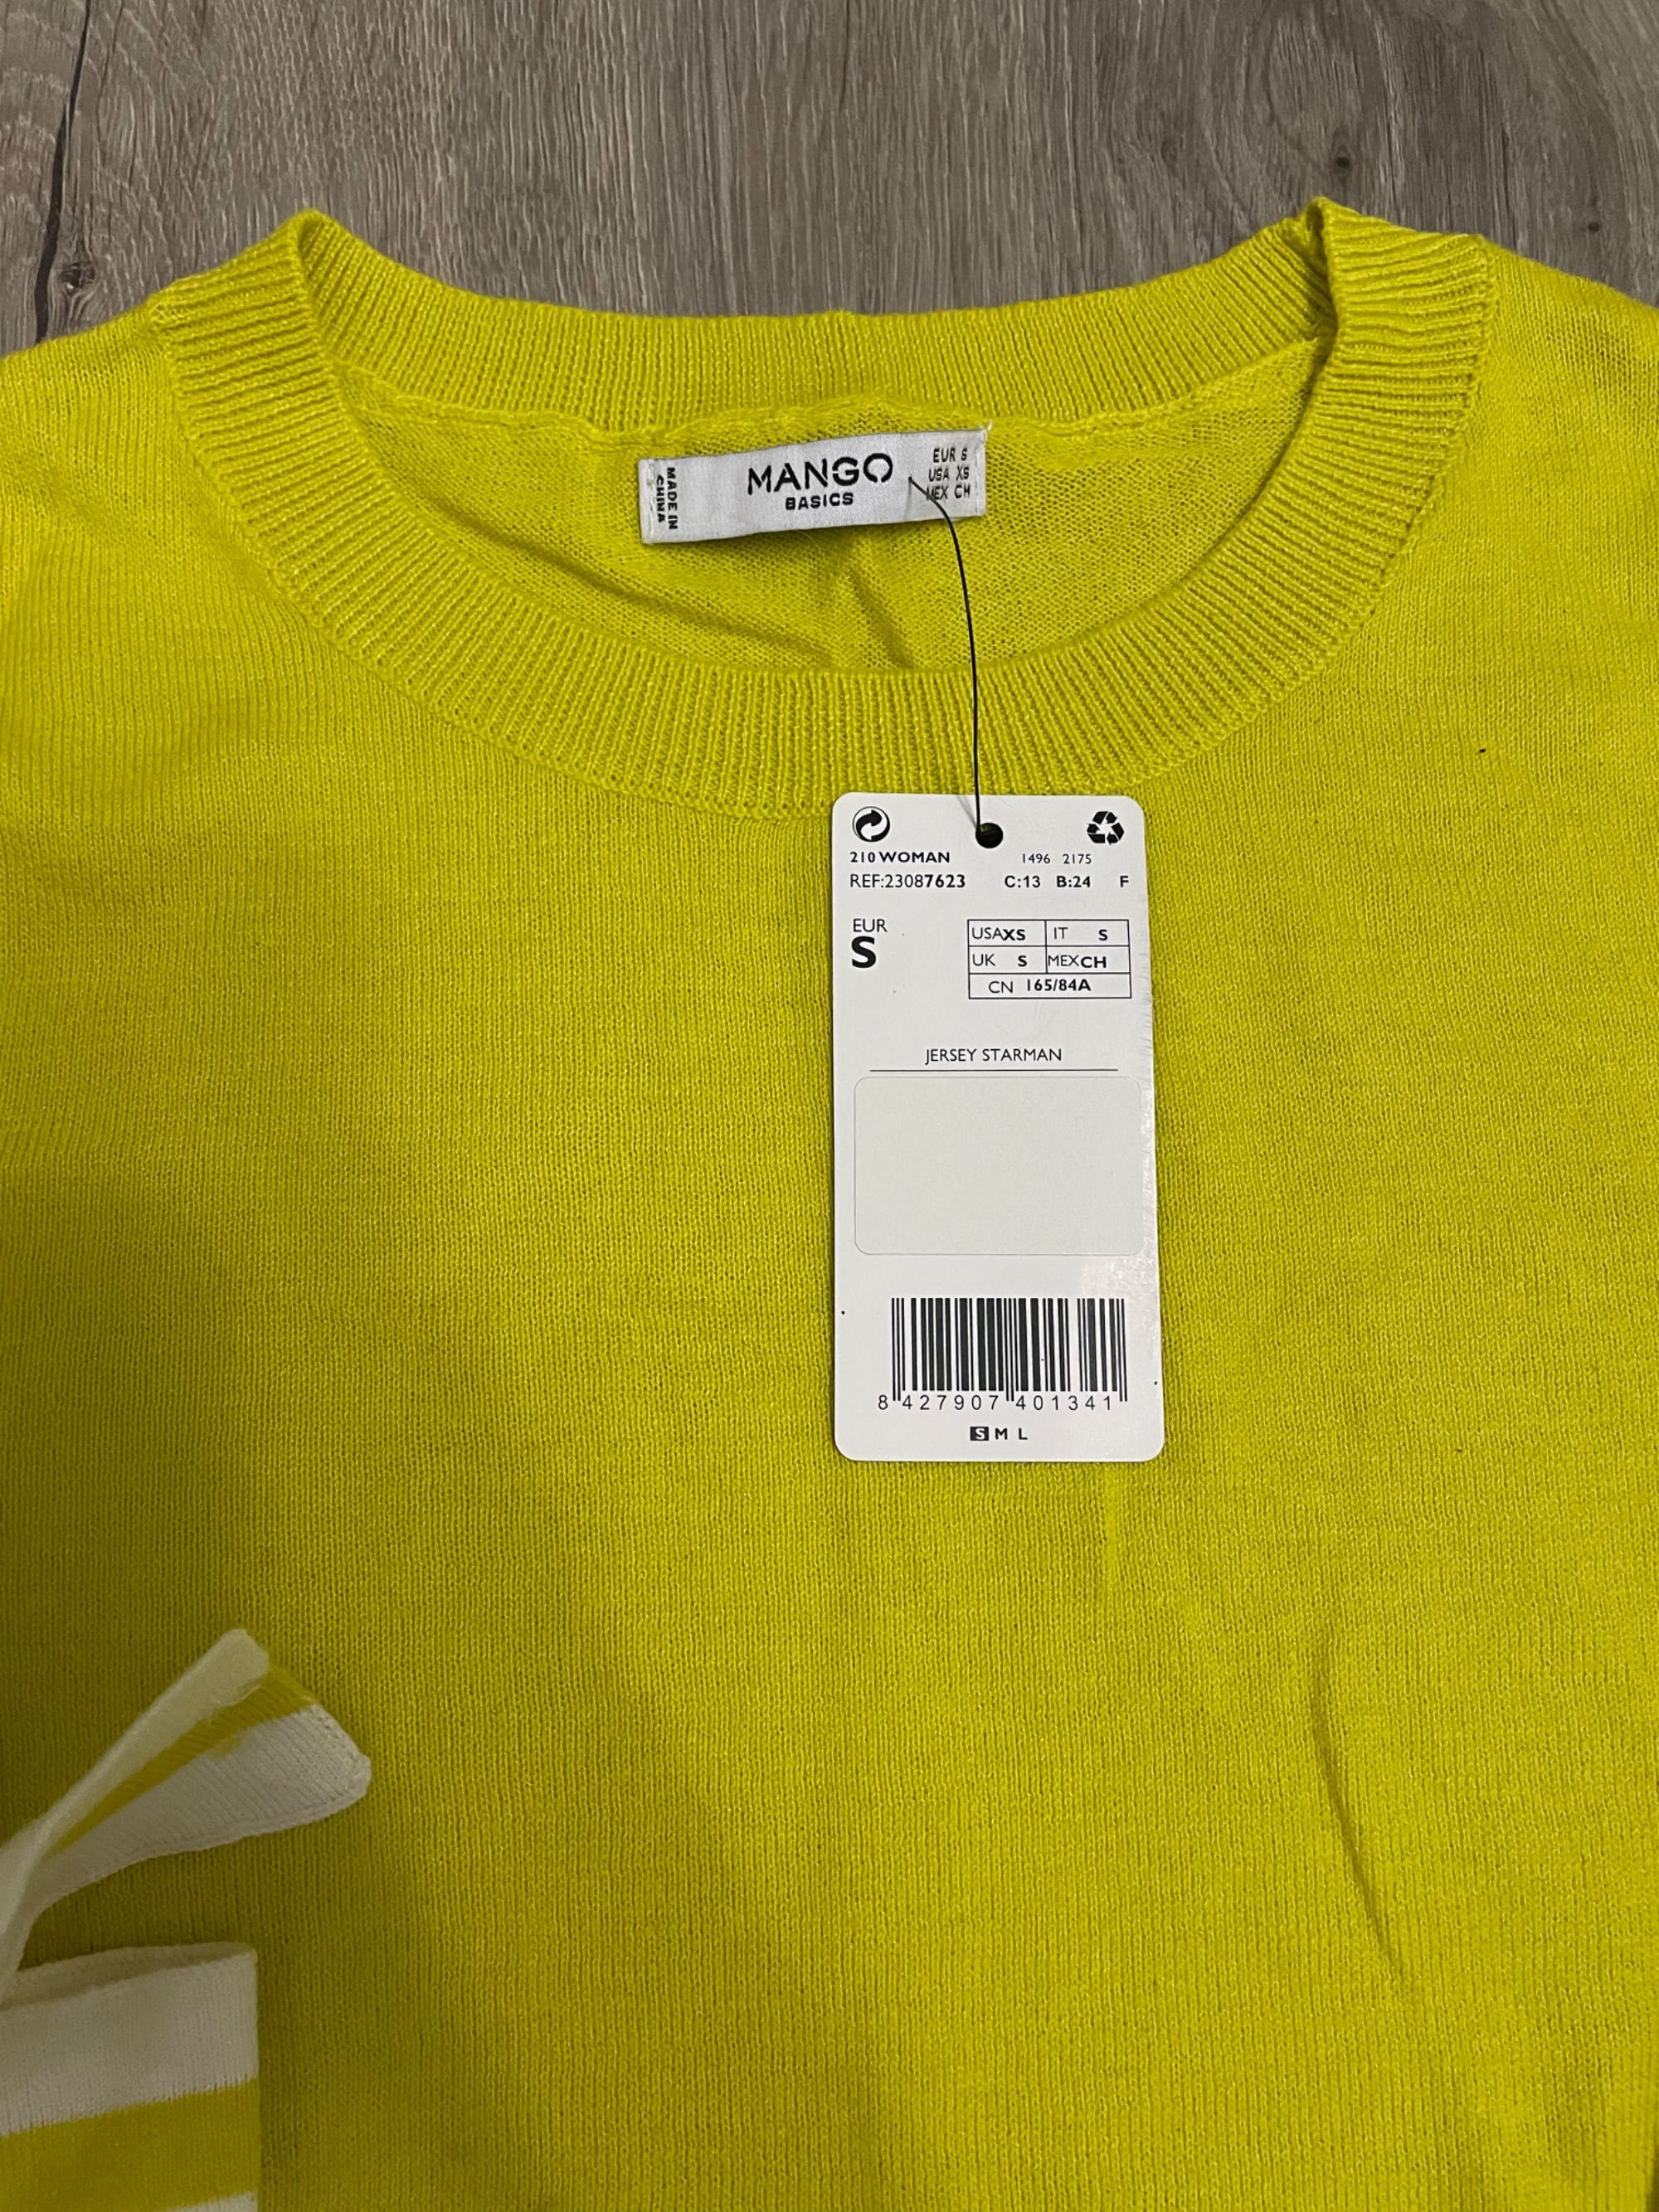 MADE IN
CHINA
MANGO
BASICS
EUR S
USA XS
MEX CH
210 WOMAN 1496 2175
REF:23087623 C:13 B:24 F
EUR
S
USA XS IT S
UK S MEX CH
CN 165/84A
JERSEY STARMAN
8 427907 401341
S M L